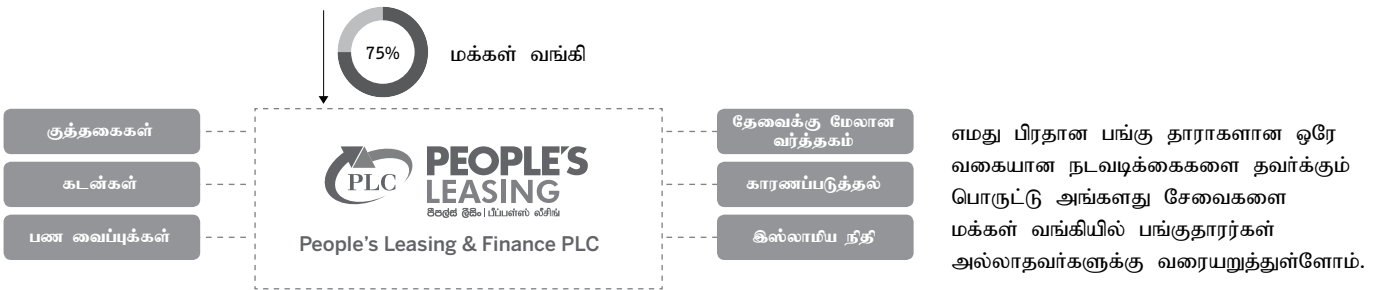 75%
மக்கள் வங்கி
குத்தகைகள்
கடன்கள்
பண வைப்புக்கள்
PLC
PEOPLE'S
LEASING
පීපල්ස් ලීසිං | பீப்பள்ஸ் லீசிங்
People's Leasing & Finance PLC
தேவைக்கு மேலான
வர்த்தகம்
காரணப்படுத்தல்
இஸ்லாமிய நிதி
எமது பிரதான பங்கு தாராகளான ஒரே
வகையான நடவடிக்கைகளை தவர்க்கும்
பொருட்டு அங்களது சேவைகளை
மக்கள் வங்கியில் பங்குதாரர்கள்
அல்லாதவர்களுக்கு வரையறுத்துள்ளோம்.